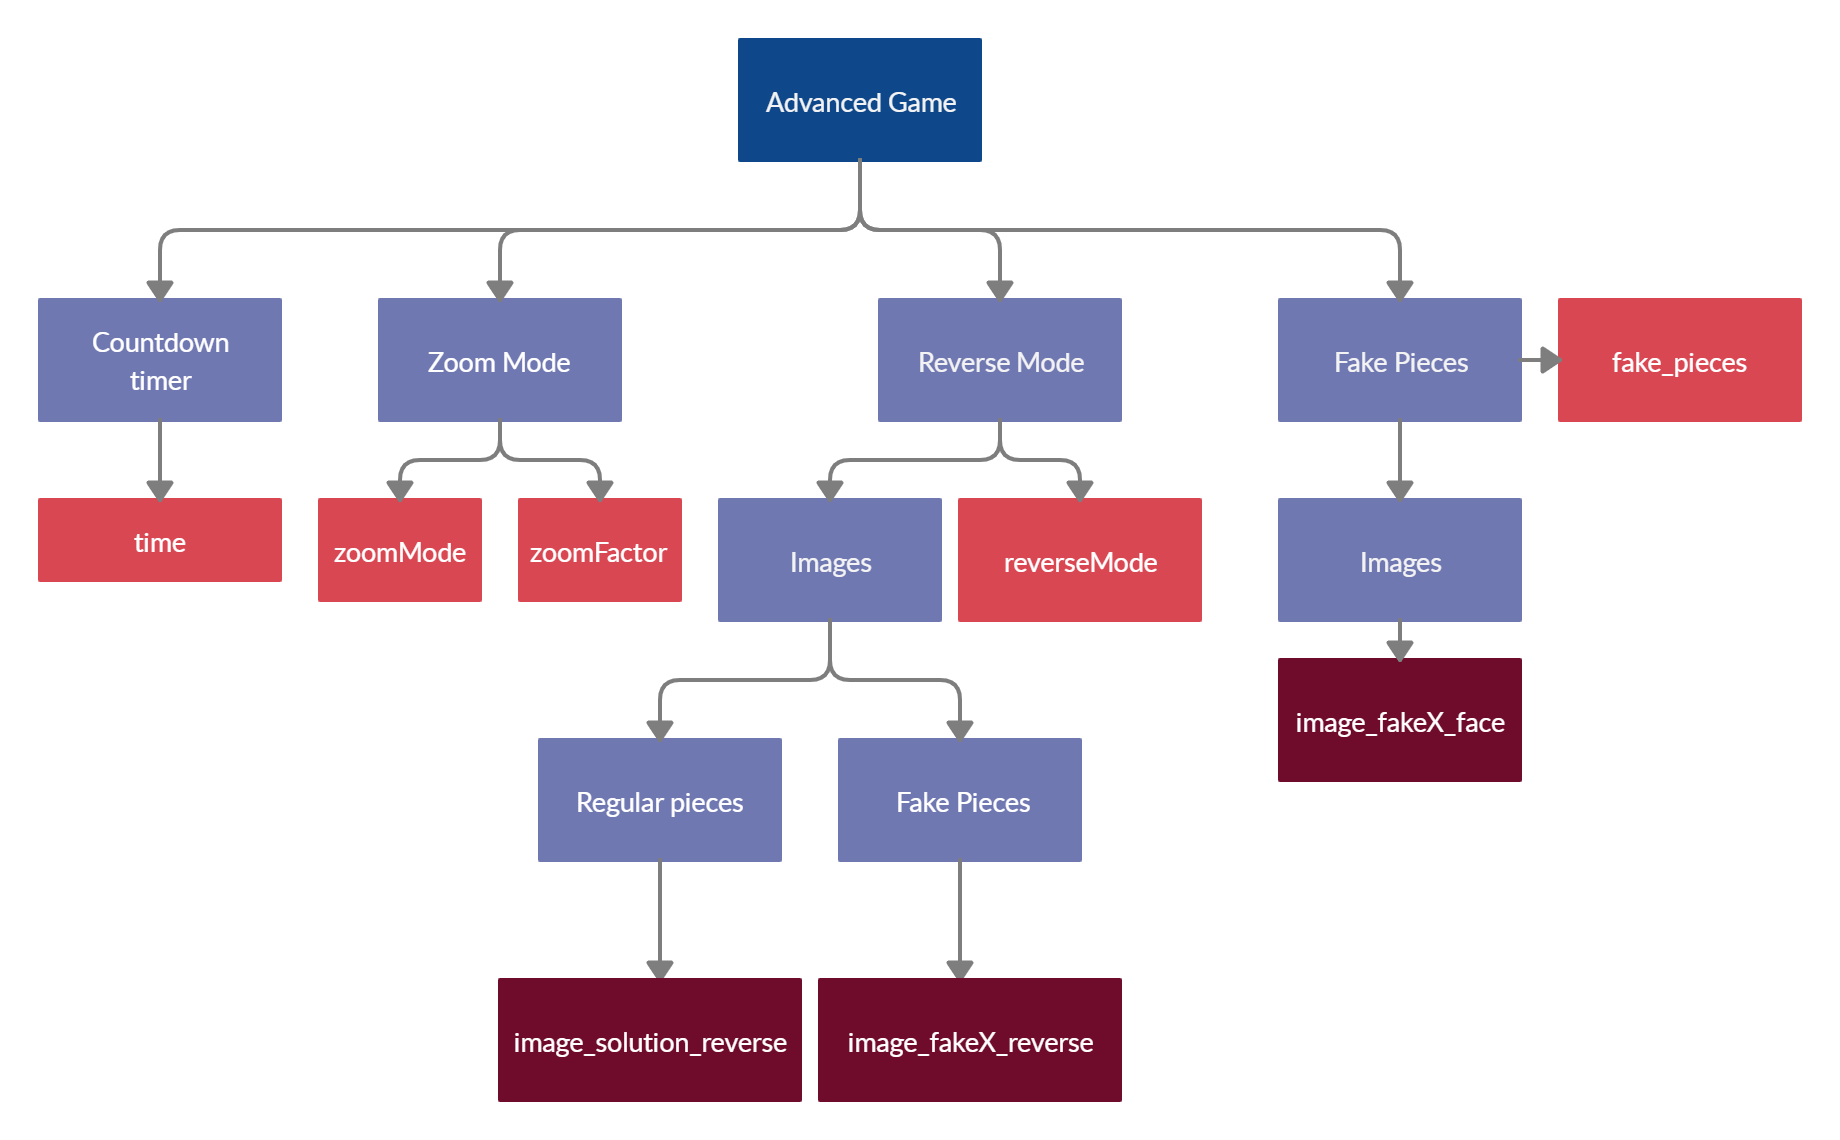 Advanced Game
Countdown
timer
Zoom Mode
Reverse Mode
Fake Pieces
fake_pieces
time
zoomMode
zoomFactor
Images
reverseMode
Images
image_fakeX_face
Regular pieces
Fake Pieces
image_solution_reverse
image_fakeX_reverse